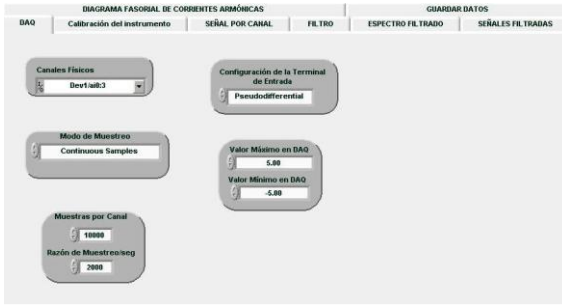 DIAGRAMA FASORIAL DE CORRIENTES ARMÓNICAS
GUARDAR DATOS
DAQ
Calibración del instrumento
SEÑAL POR CANAL
FILTRO
ESPECTRO FILTRADO
SEÑALES FILTRADAS
Canales Físicos
Dev1/ai0:3
Configuración de la Terminal
de Entrada
Pseudodifferential
Modo de Muestreo
Continuous Samples
Valor Máximo en DAQ
5.00
Valor Mínimo en DAQ
-5.00
Muestras por Canal
10000
Razón de Muestreo/seg
2000